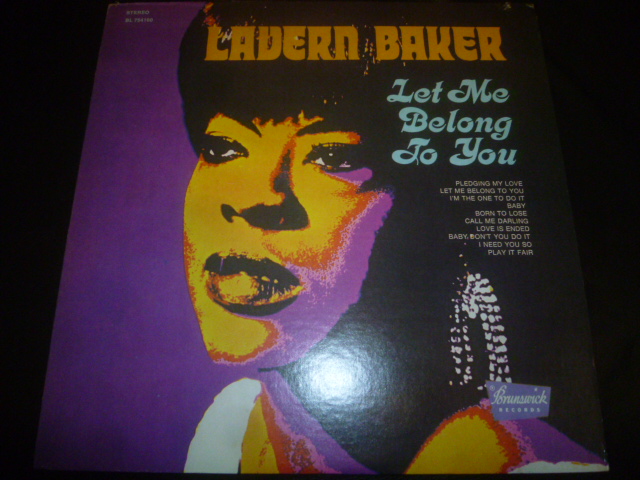 STEREO
BL 754160
LAVERN BAKER
Let Me
Belong
To You
PLEDGING MY LOVE
LET ME BELONG TO YOU
I'M THE ONE TO DO IT
BABY
BORN TO LOSE
CALL ME DARLING
LOVE IS ENDED
BABY DON'T YOU DO IT
I NEED YOU SO
PLAY IT FAIR
Brunswick
RECORDS